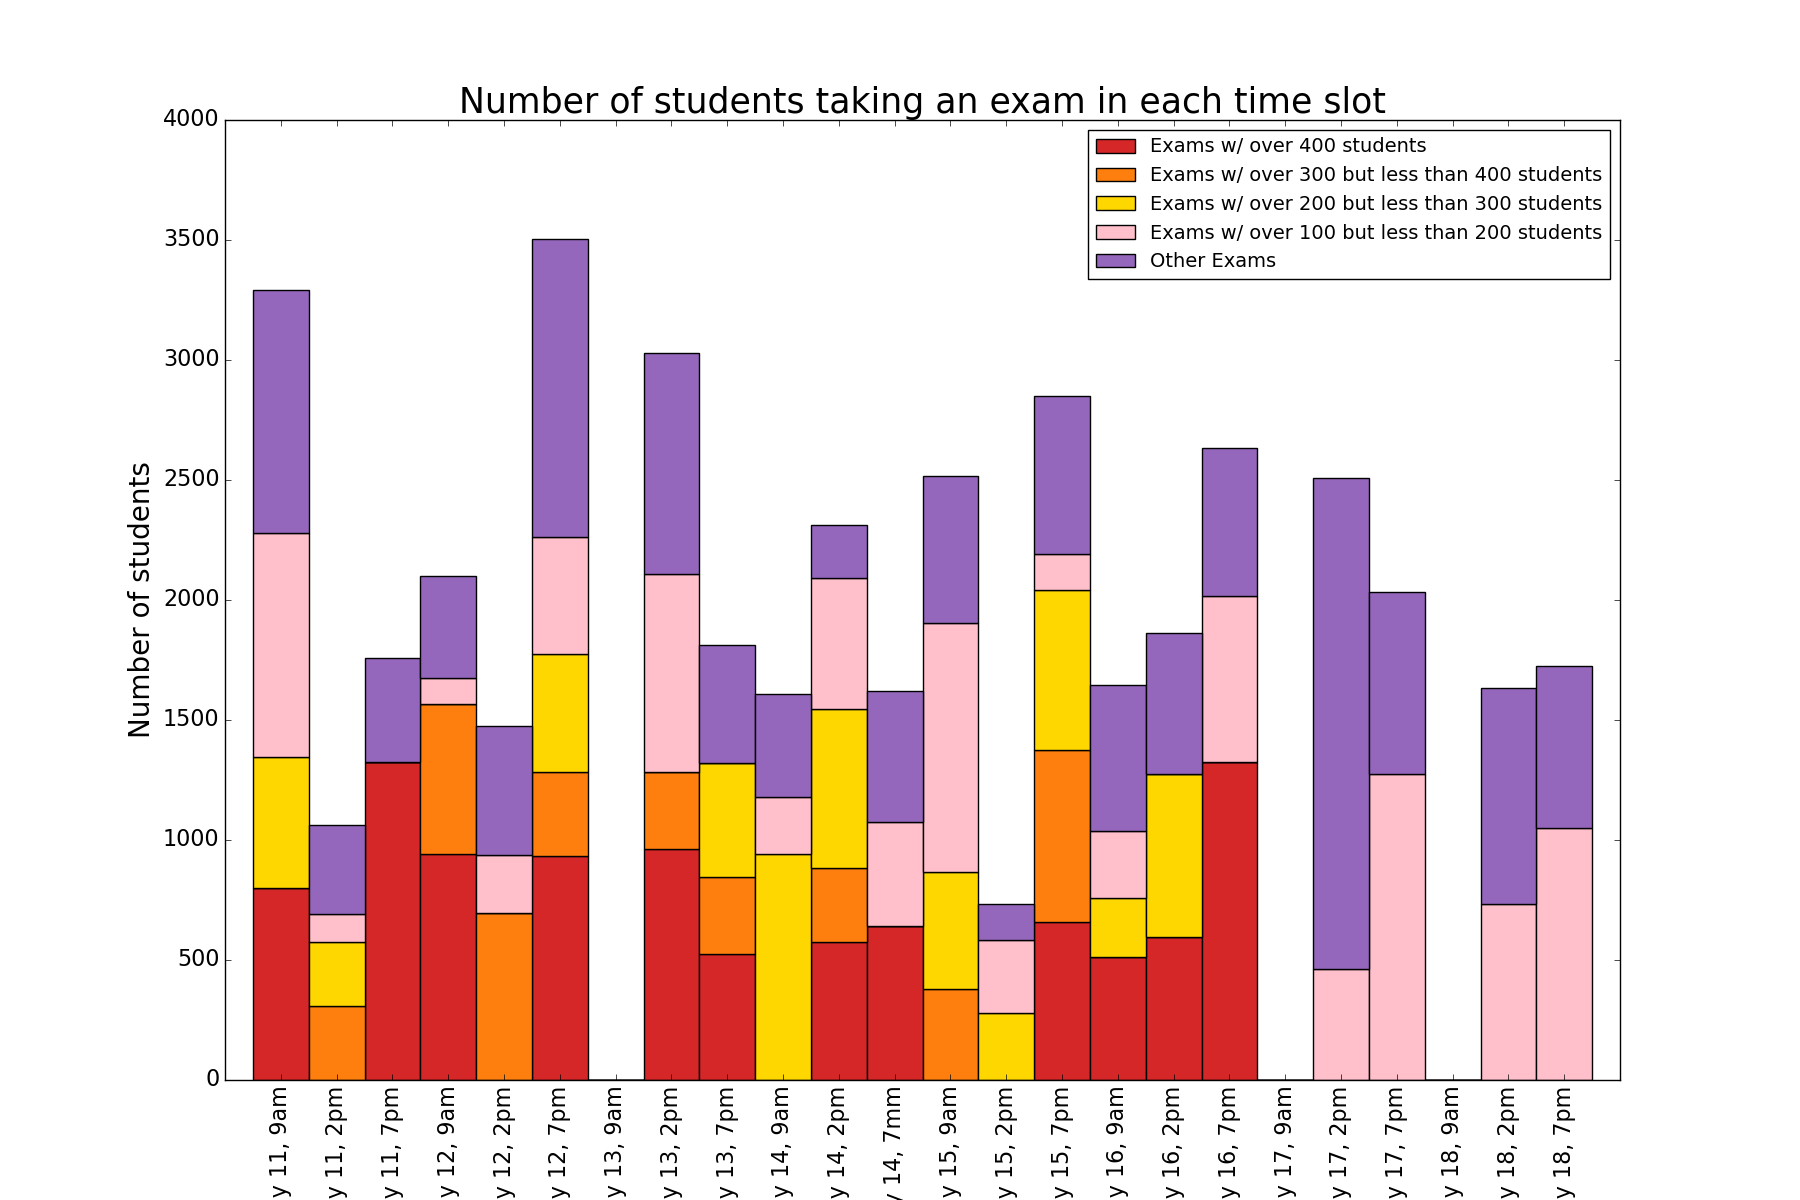 Number of students taking an exam in each time slot
4000
3500
3000
2500
2000
1500
1000
500
0
Number of students
Exams w/ over 400 students
Exams w/ over 300 but less than 400 students
Exams w/ over 200 but less than 300 students
Exams w/ over 100 but less than 200 students
Other Exams
y 11, 9am
y 11, 2pm
y 11, 7pm
y 12, 9am
y 12, 2pm
y 12, 7pm
y 13, 9am
y 13, 2pm
y 13, 7pm
y 14, 9am
y 14, 2pm
y 14, 7mm
y 15, 9am
y 15, 2pm
y 15, 7pm
y 16, 9am
y 16, 2pm
y 16, 7pm
y 17, 9am
y 17, 2pm
y 17, 7pm
y 18, 9am
y 18, 2pm
y 18, 7pm